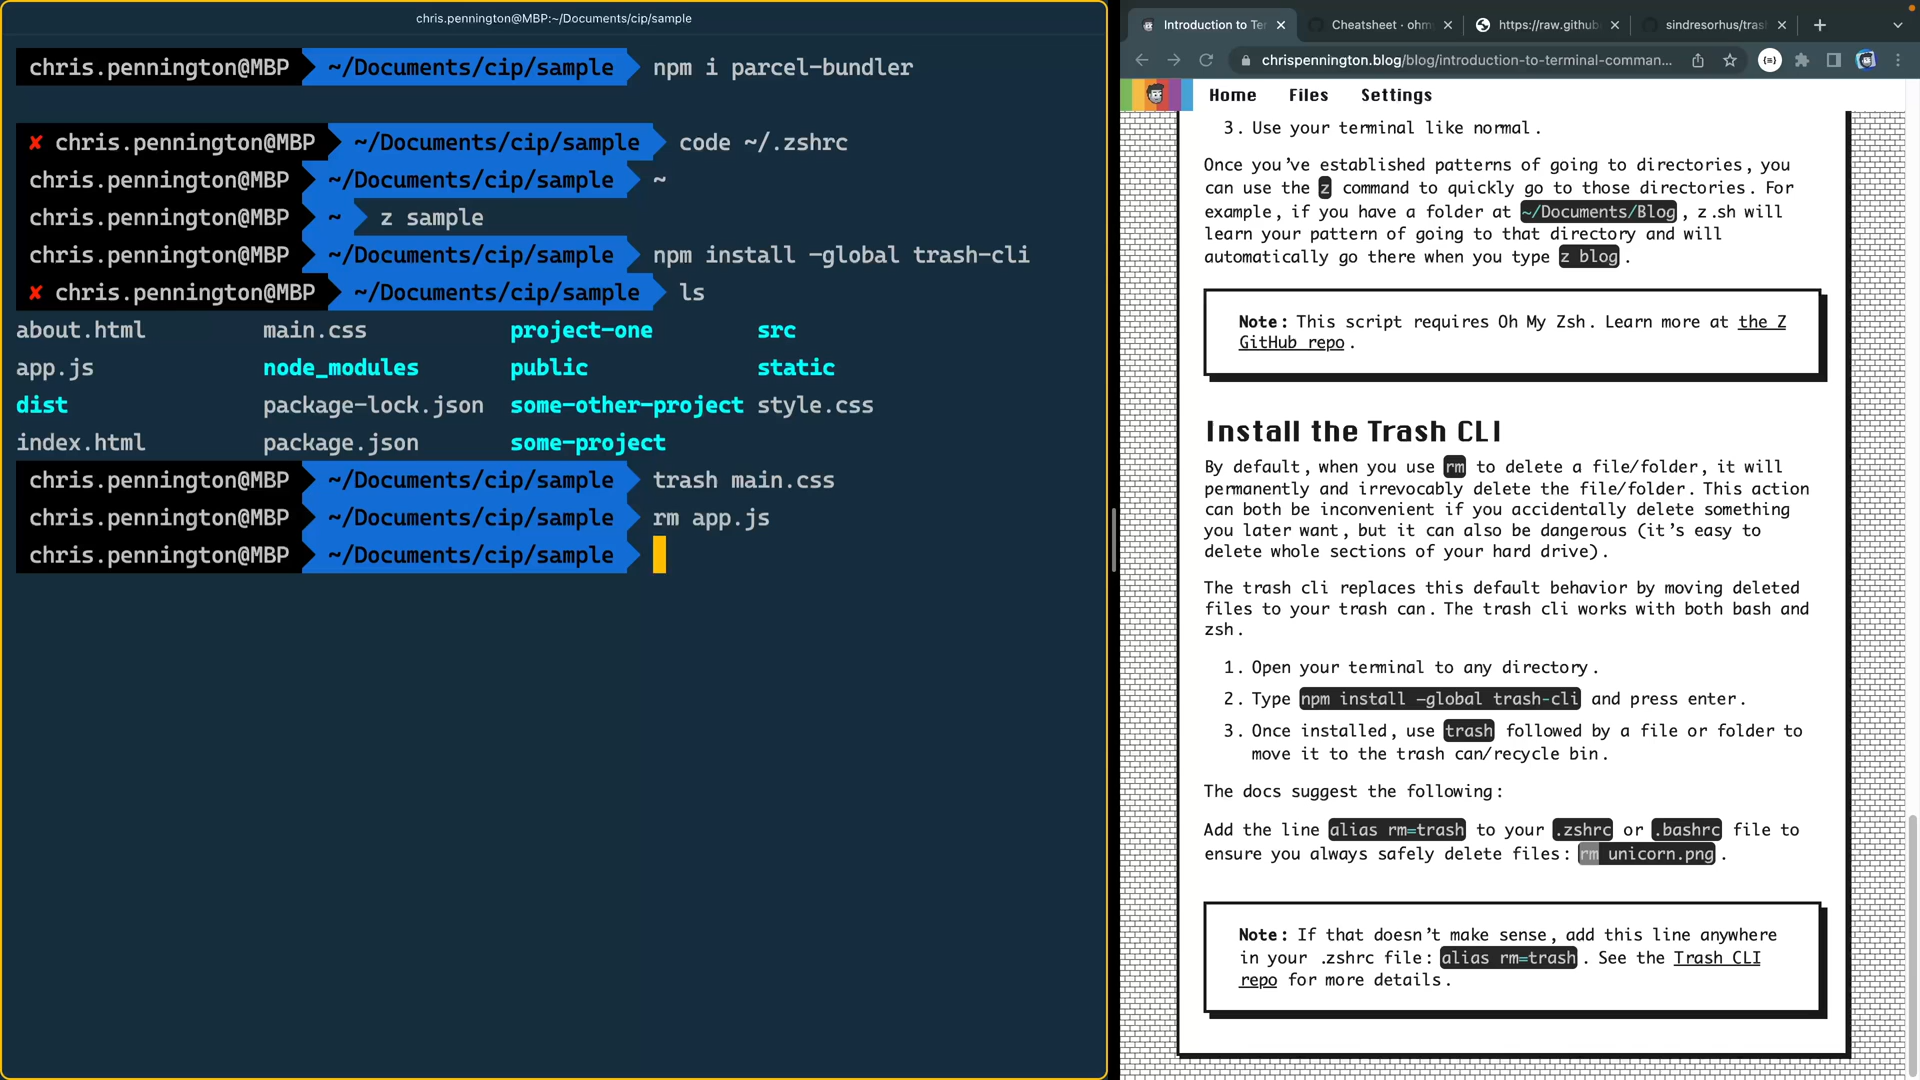 chris.pennington@MBP:~/Documents/cip/sample
chris.pennington@MBP ~/Documents/cip/sample npm i parcel-bundler
✘ chris.pennington@MBP ~/Documents/cip/sample code ~/.zshrc
chris.pennington@MBP ~/Documents/cip/sample ~
chris.pennington@MBP ~ z sample
chris.pennington@MBP ~/Documents/cip/sample npm install —global trash-cli
✘ chris.pennington@MBP ~/Documents/cip/sample ls
about.html main.css project-one src
app.js node_modules public static
dist package-lock.json some-other-project style.css
index.html package.json some-project
chris.pennington@MBP ~/Documents/cip/sample trash main.css
chris.pennington@MBP ~/Documents/cip/sample rm app.js
chris.pennington@MBP ~/Documents/cip/sample
Introduction to Ter Cheatsheet · ohm https://raw.githu sindresorhus/tras
chrispennington.blog/blog/introduction-to-terminal-comman...
Home Files Settings
3. Use your terminal like normal.
Once you’ve established patterns of going to directories, you
can use the z command to quickly go to those directories. For
example, if you have a folder at ~/Documents/Blog, z.sh will
learn your pattern of going to that directory and will
automatically go there when you type z blog.
Note: This script requires Oh My Zsh. Learn more at the Z
GitHub repo.
Install the Trash CLI
By default, when you use rm to delete a file/folder, it will
permanently and irrevocably delete the file/folder. This action
can both be inconvenient if you accidentally delete something
you later want, but it can also be dangerous (it’s easy to
delete whole sections of your hard drive).
The trash cli replaces this default behavior by moving deleted
files to your trash can. The trash cli works with both bash and
zsh.
1. Open your terminal to any directory.
2. Type npm install —global trash-cli and press enter.
3. Once installed, use trash followed by a file or folder to
move it to the trash can/recycle bin.
The docs suggest the following:
Add the line alias rm=trash to your .zshrc or .bashrc file to
ensure you always safely delete files: rm unicorn.png.
Note: If that doesn’t make sense, add this line anywhere
in your .zshrc file: alias rm=trash. See the Trash CLI
repo for more details.